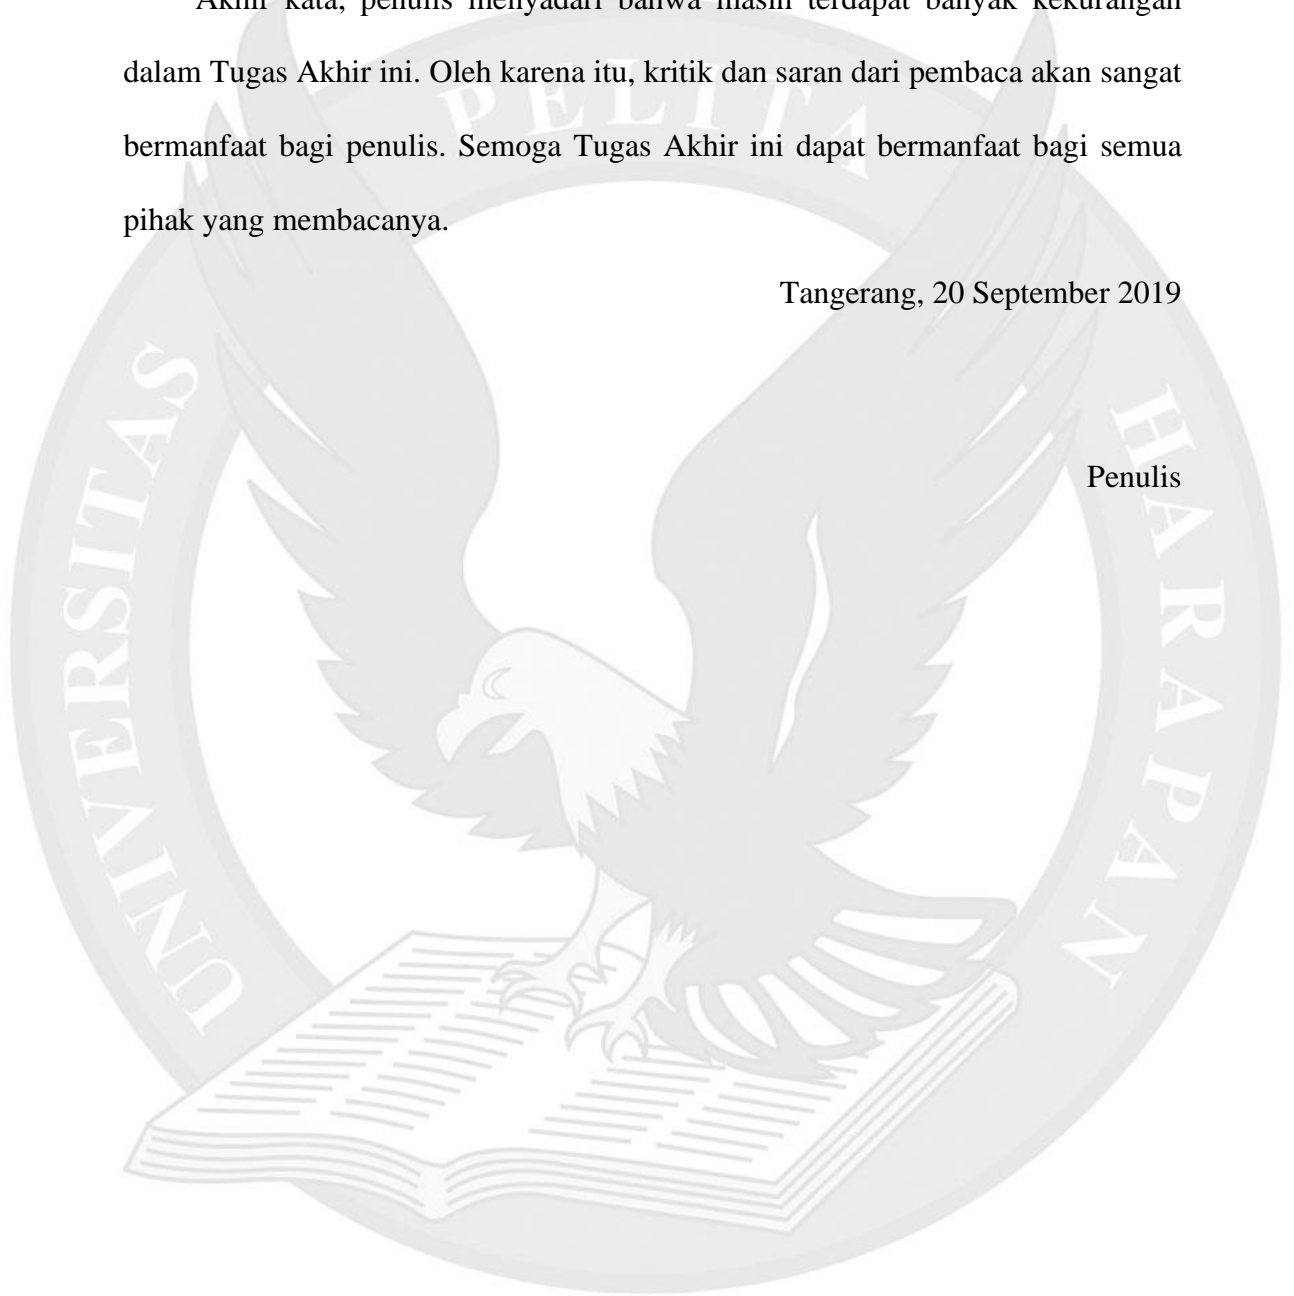 Akhir kata, penulis menyadari bahwa masih terdapat banyak kekurangan
dalam Tugas Akhir ini. Oleh karena itu, kritik dan saran dari pembaca akan sangat
bermanfaat bagi penulis. Semoga Tugas Akhir ini dapat bermanfaat bagi semua
pihak yang membacanya.
Tangerang, 20 September 2019
Penulis
UNIVERSITAS PELITA HARAPAN